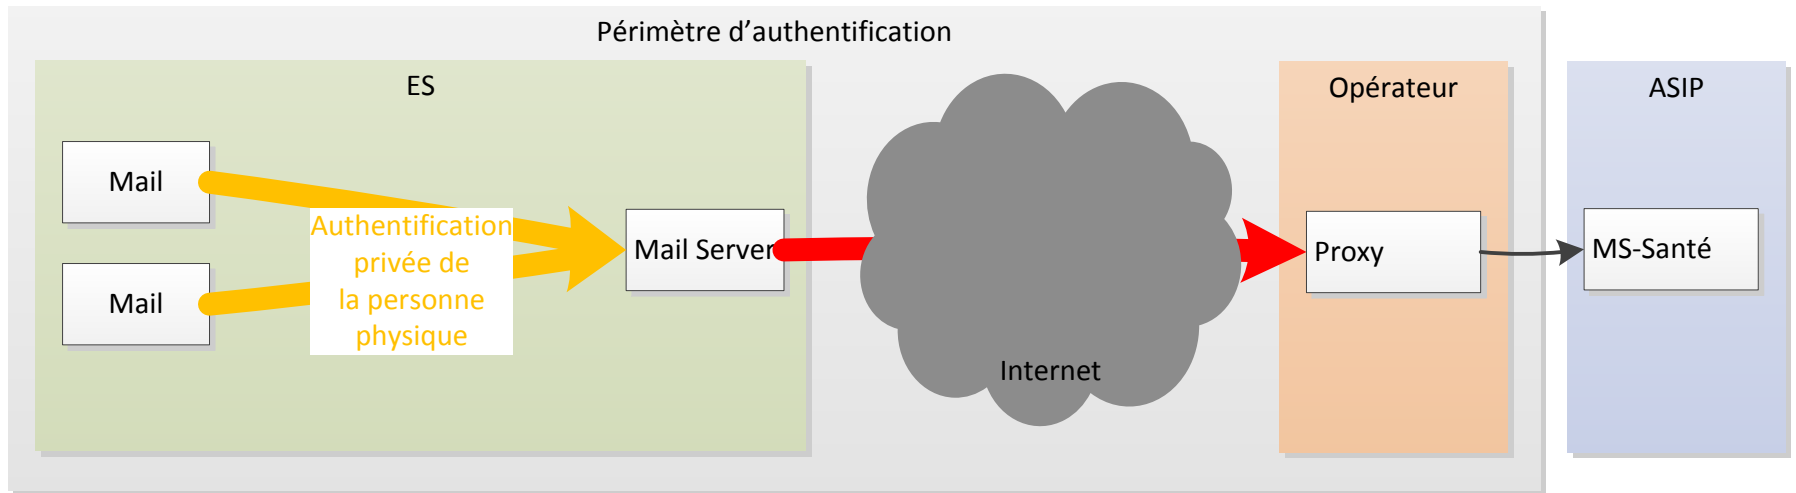 Périmètre d’authentification
ES
Opérateur
ASIP
Mail
Mail
Authentification
privée de
la personne
physique
Mail Server
Internet
Proxy
MS-Santé